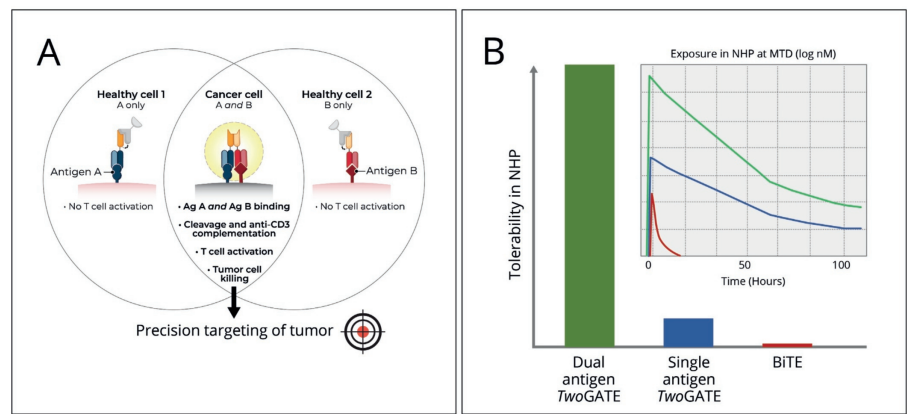 A
Healthy cell 1
A only
Cancer cell
A and B
Healthy cell 2
B only
Antigen A
Antigen B
• No T cell activation
• Ag A and Ag B binding
• Cleavage and anti-CD3
complementation
• T cell activation
• Tumor cell
killing
• No T cell activation
Precision targeting of tumor
B
Tolerability in NHP
Exposure in NHP at MTD (log nM)
0
50
100
Time (Hours)
Dual
antigen
TwoGATE
Single
antigen
TwoGATE
BiTE